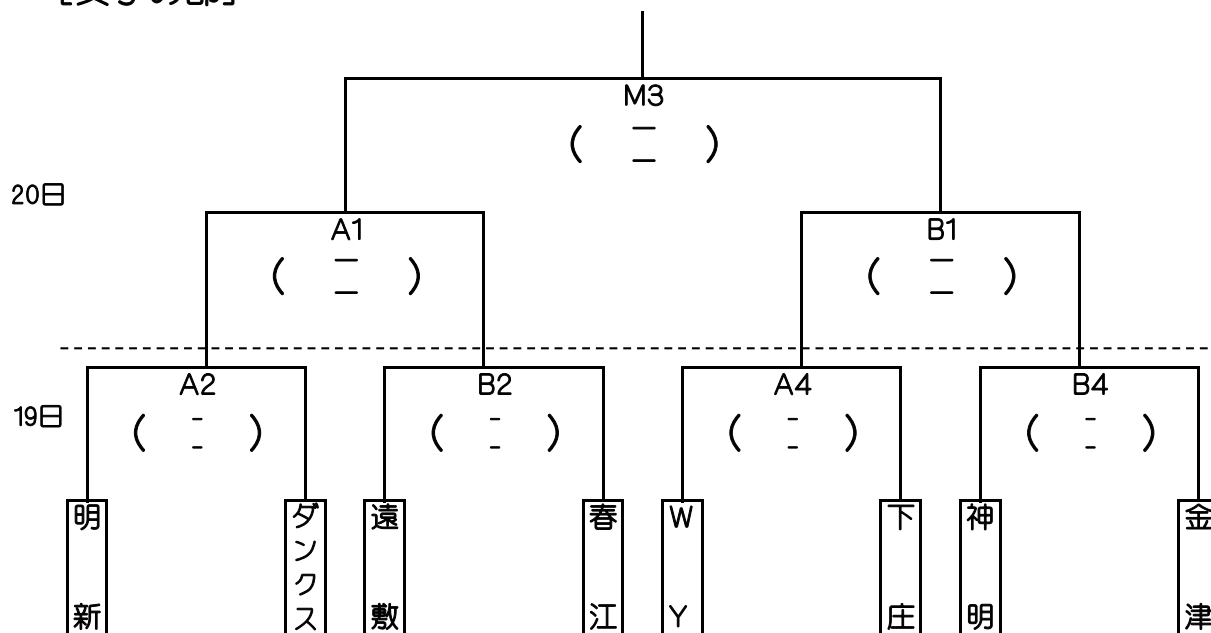 M3
( － － )
20日
A1
B1
( － － )
( － － )
19日
A2
B2
A4
B4
( - - )
( - - )
( - - )
( - - )
明新
ダンクス
遠敷
春江
WY
下庄
神明
金津